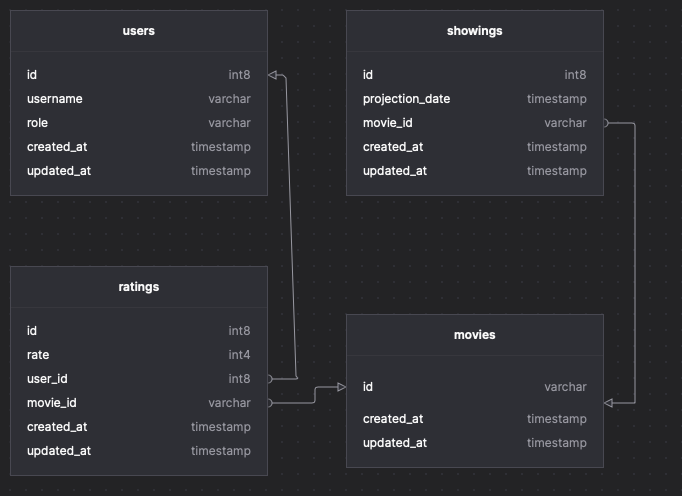 users
id int8
username varchar
role varchar
created_at timestamp
updated_at timestamp
showings
id int8
projection_date timestamp
movie_id varchar
created_at timestamp
updated_at timestamp
ratings
id int8
rate int4
user_id int8
movie_id varchar
created_at timestamp
updated_at timestamp
movies
id varchar
created_at timestamp
updated_at timestamp